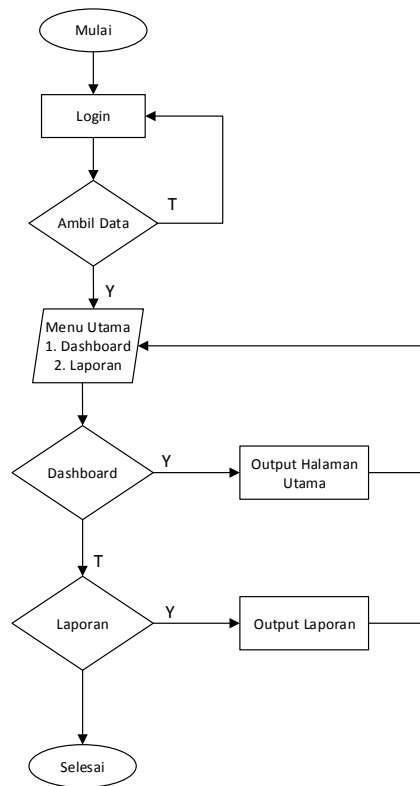 Mulai
Login
Ambil Data
T
Y
Menu Utama
1. Dashboard
2. Laporan
Dashboard
Y
Output Halaman
Utama
T
Laporan
Y
Output Laporan
Selesai